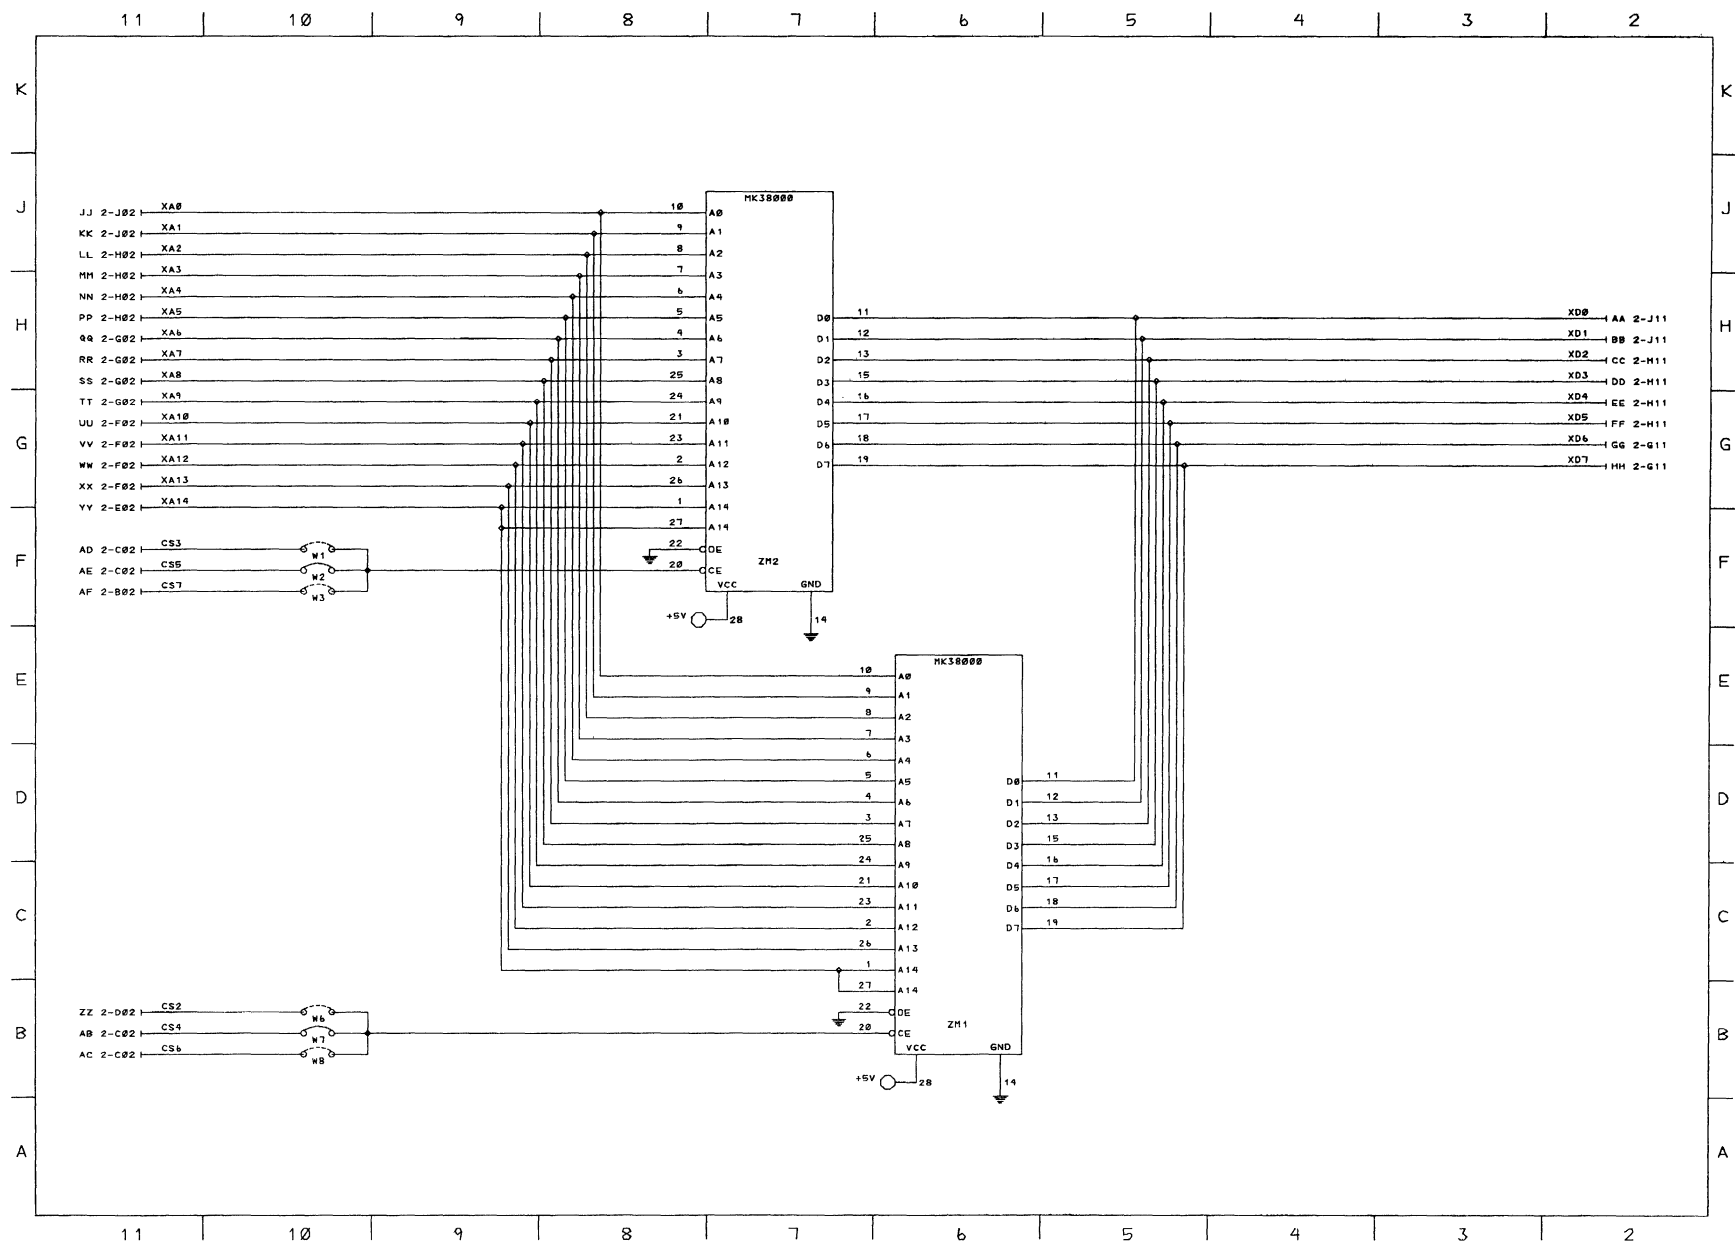 11 10 9 8 7 6 5 4 3 2
K K
J J
MK38000
JJ 2-J02 XA0 10 A0
KK 2-J02 XA1 9 A1
LL 2-H02 XA2 8 A2
MM 2-H02 XA3 7 A3
NN 2-H02 XA4 6 A4
H H
PP 2-H02 XA5 5 A5 D0 11 XD0 AA 2-J11
QQ 2-G02 XA6 4 A6 D1 12 XD1 BB 2-J11
RR 2-G02 XA7 3 A7 D2 13 XD2 CC 2-H11
SS 2-G02 XA8 25 A8 D3 15 XD3 DD 2-H11
TT 2-G02 XA9 24 A9 D4 16 XD4 EE 2-H11
UU 2-F02 XA10 21 A10 D5 17 XD5 FF 2-H11
G G
VV 2-F02 XA11 23 A11 D6 18 XD6 GG 2-G11
WW 2-F02 XA12 2 A12 D7 19 XD7 HH 2-G11
XX 2-F02 XA13 26 A13
YY 2-E02 XA14 1 A14
27 A14
AD 2-C02 CS3 W1 22 OE
F ZM2 F
AE 2-C02 CS5 W2 20 CE
AF 2-B02 CS7 W3 VCC GND
+5V 28 14
MK38000
E E
10 A0
9 A1
8 A2
7 A3
6 A4
5 A5 D0 11
D D
4 A6 D1 12
3 A7 D2 13
25 A8 D3 15
24 A9 D4 16
21 A10 D5 17
23 A11 D6 18
C C
2 A12 D7 19
26 A13
1 A14
27 A14
ZZ 2-D02 CS2 W6 22 OE
ZM1
B B
AB 2-C02 CS4 W7 20 CE
AC 2-C02 CS6 W8 VCC GND
+5V 28 14
A A
11 10 9 8 7 6 5 4 3 2